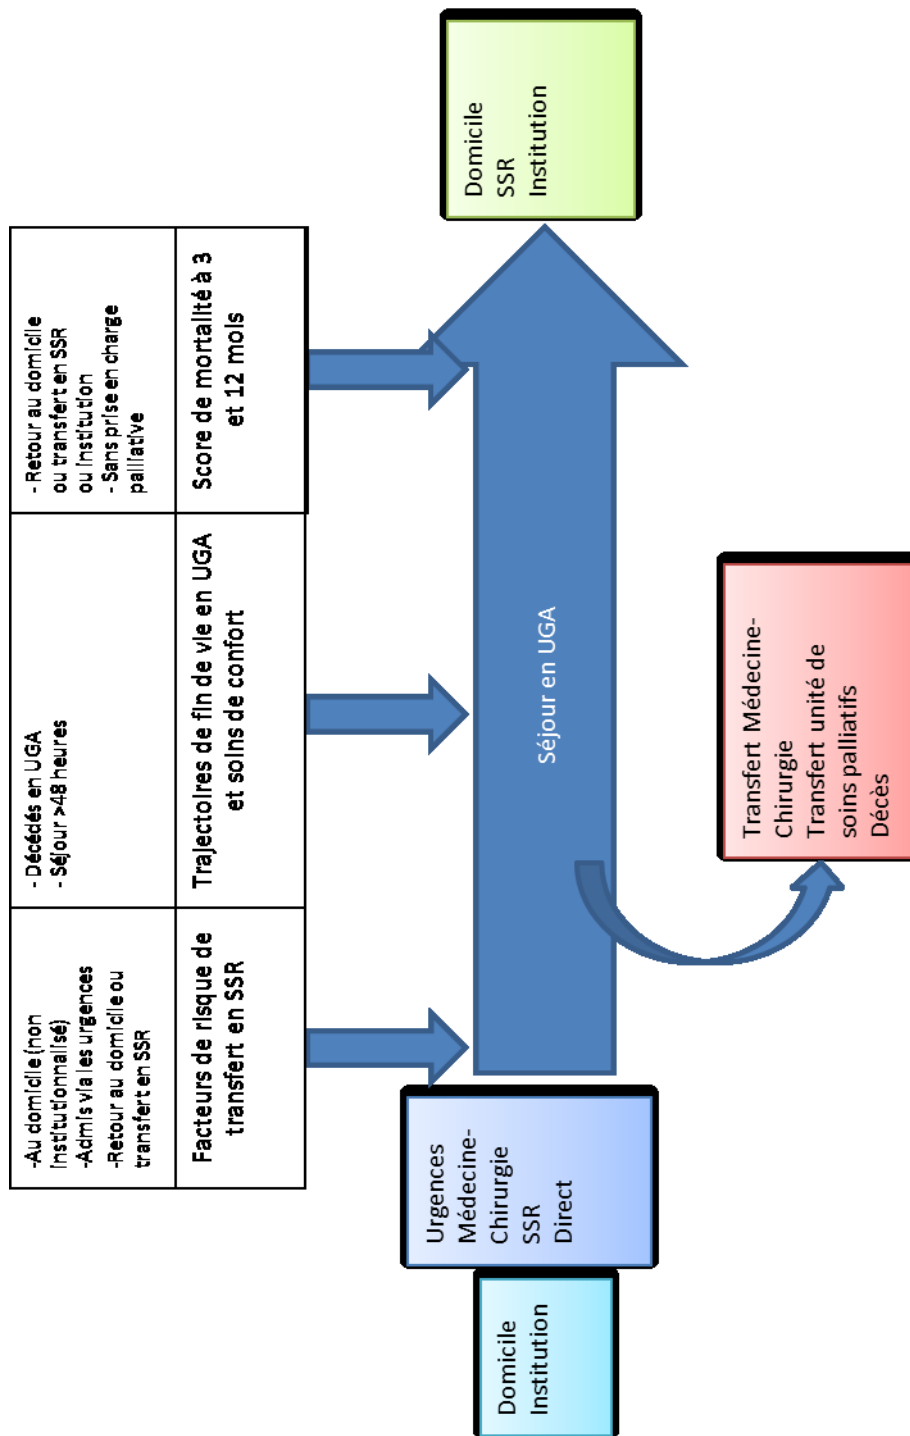 -Au domicile (non
institutionnalisé)
-Admis via les urgences
-Retour au domicile ou
transfert en SSR
- Décédés en UGA
- Séjour >48 heures
- Retour au domicile
ou transfert en SSR
ou institution
- Sans prise en charge
palliative
Facteurs de risque de
transfert en SSR
Trajectoires de fin de vie en UGA
et soins de confort
Score de mortalité à 3
et 12 mois
Domicile
Institution
Urgences
Médecine-
Chirurgie
SSR
Direct
Séjour en UGA
Domicile
SSR
Institution
Transfert Médecine-
Chirurgie
Transfert unité de
soins palliatifs
Décès